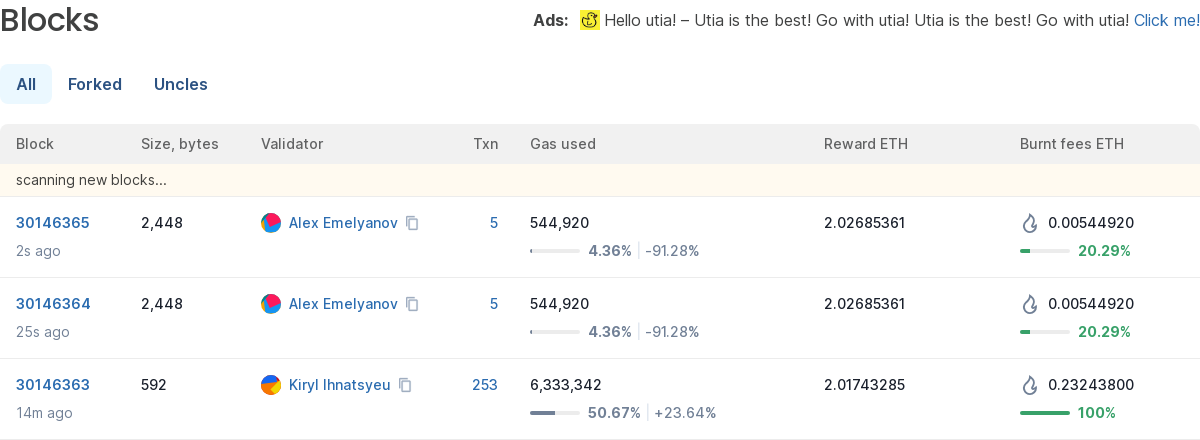 Blocks
Ads: Hello utia! – Utia is the best! Go with utia! Utia is the best! Go with utia! Click me!
All Forked Uncles
Block Size, bytes Validator Txn Gas used Reward ETH Burnt fees ETH
scanning new blocks...
30146365 2,448 Alex Emelyanov 5 544,920 2.02685361 0.00544920
2s ago 4.36% -91.28% 20.29%
30146364 2,448 Alex Emelyanov 5 544,920 2.02685361 0.00544920
25s ago 4.36% -91.28% 20.29%
30146363 592 Kiryl Ihnatsyeu 253 6,333,342 2.01743285 0.23243800
14m ago 50.67% +23.64% 100%